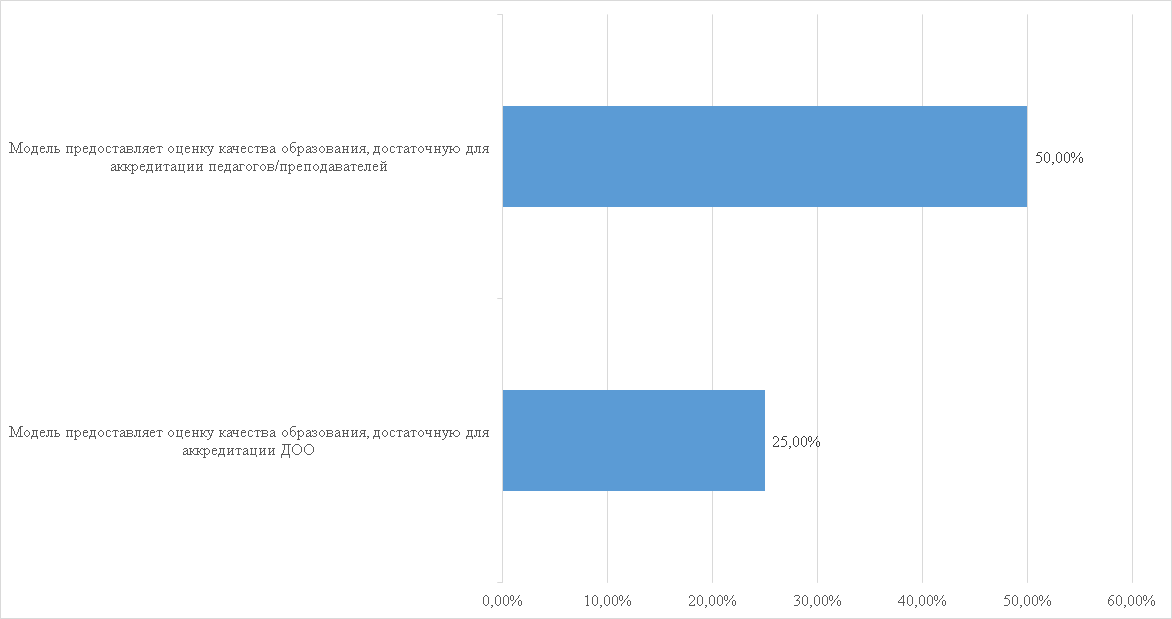 Модель предоставляет оценку качества образования, достаточную для
аккредитации педагогов/преподавателей
50,00%
Модель предоставляет оценку качества образования, достаточную для
аккредитации ДОО
25,00%
0,00% 10,00% 20,00% 30,00% 40,00% 50,00% 60,00%